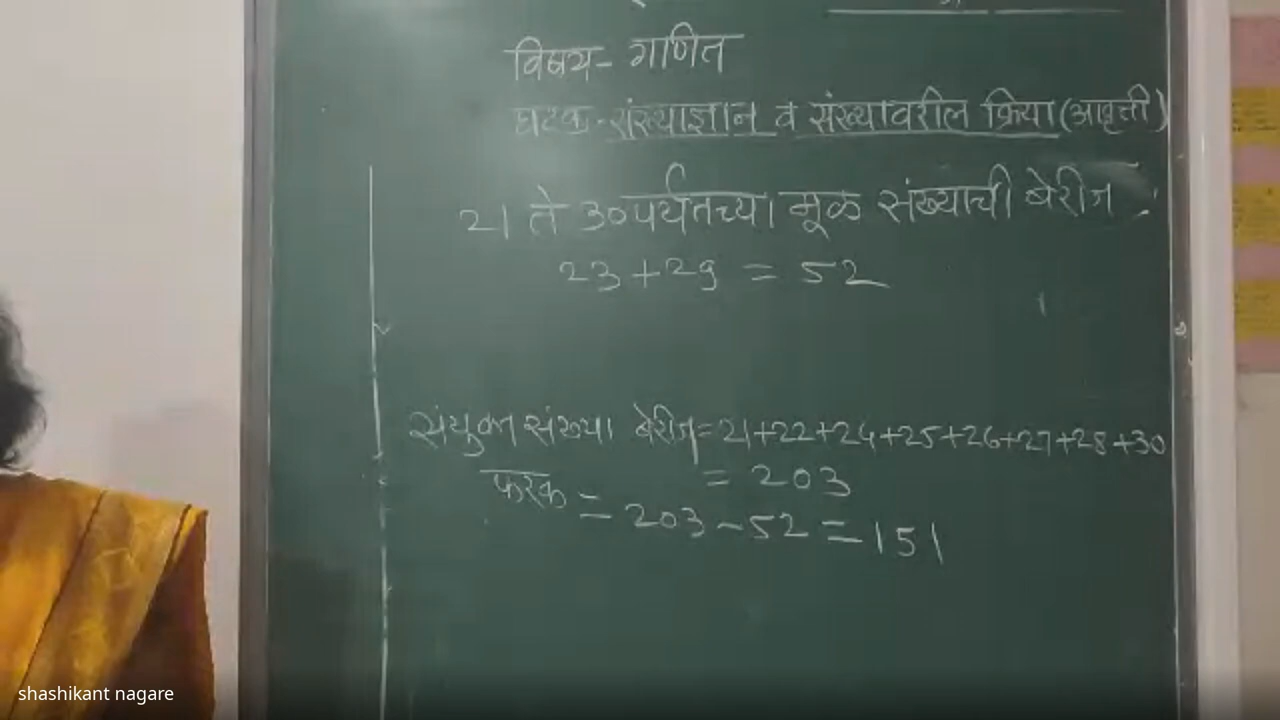 विषय- गणित
घटक-संख्याज्ञान व संख्यावरील क्रिया (आवृत्ती)
21 ते 30 पर्यंतच्या मूळ संख्याची बेरीज
23+29 = 52
संयुक्त संख्या बेरीज=21+22+24+25+26+27+28+30
= 203
फरक = 203-52 = 151
shashikant nagare